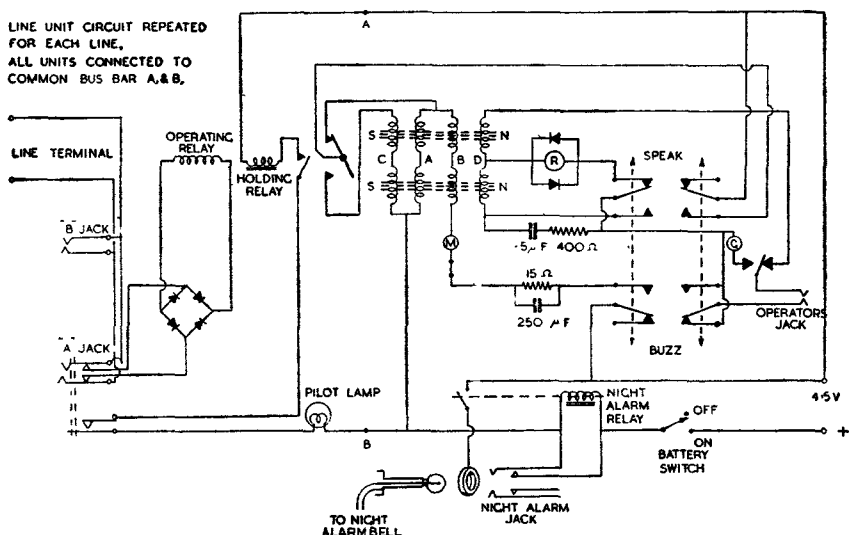 LINE UNIT CIRCUIT REPEATED
FOR EACH LINE,
ALL UNITS CONNECTED TO
COMMON BUS BAR A,& B,
A
LINE TERMINAL
OPERATING
RELAY
HOLDING
RELAY
S
C
A
B
D
N
S
N
R
SPEAK
B JACK
M
·5µF 400Ω
G
15Ω
250 µF
OPERATORS
JACK
A JACK
BUZZ
PILOT LAMP
NIGHT
ALARM
RELAY
OFF
4·5V
B
ON
BATTERY
SWITCH
+
TO NIGHT
ALARM BELL
NIGHT ALARM
JACK